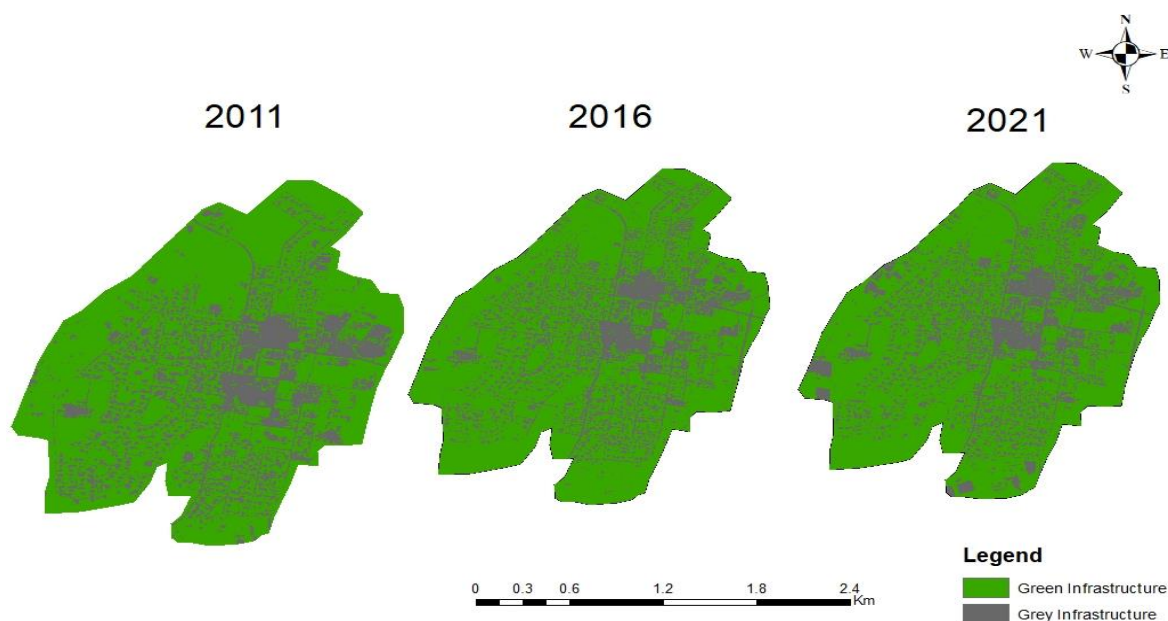 N
W E
S
2011
2016
2021
Legend
Green Infrastructure
Grey Infrastructure
0 0.3 0.6 1.2 1.8 2.4
Km